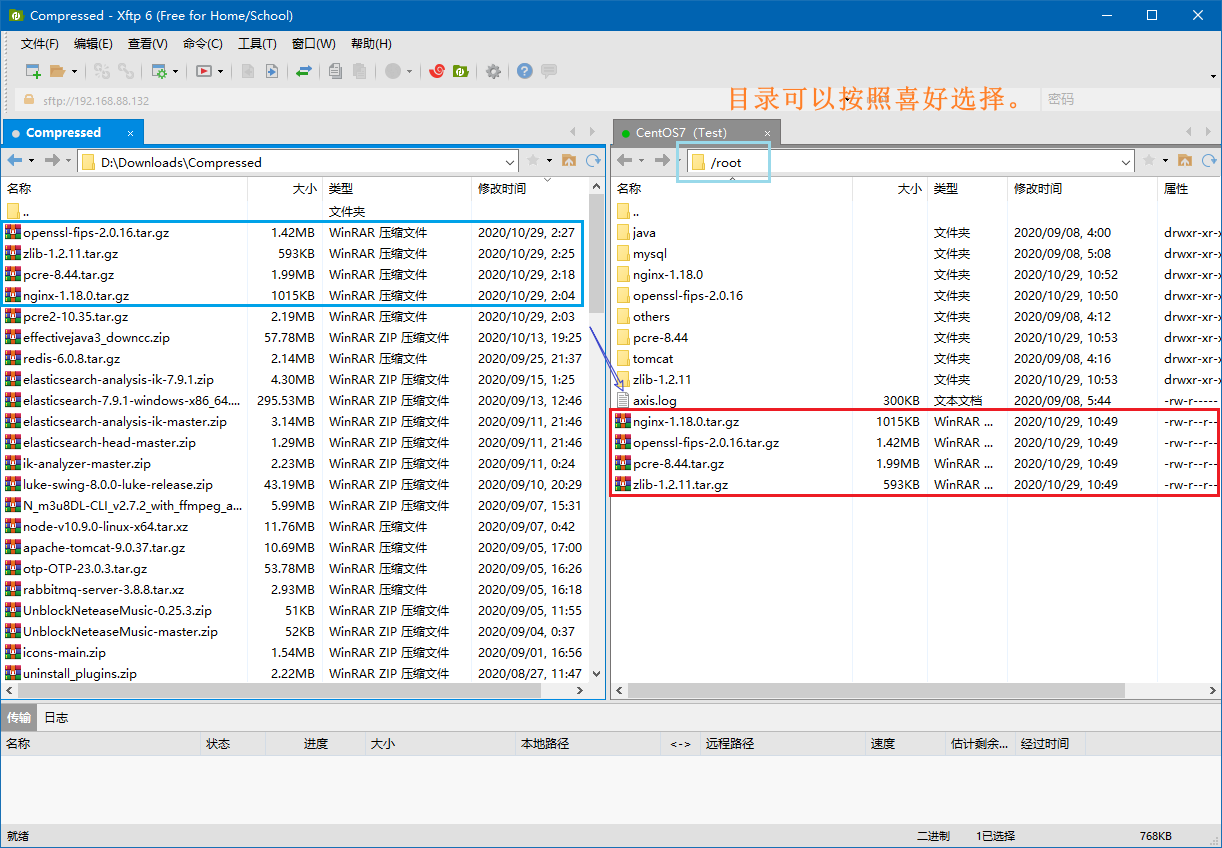 Compressed - Xftp 6 (Free for Home/School)
文件(F) 编辑(E) 查看(V) 命令(C) 工具(T) 窗口(W) 帮助(H)
sftp://192.168.88.132
目录可以按照喜好选择。
密码
Compressed ×
CentOS7 (Test) ×
D:\Downloads\Compressed
/root
名称 大小 类型 修改时间
.. 文件夹
openssl-fips-2.0.16.tar.gz 1.42MB WinRAR 压缩文件 2020/10/29, 2:27
zlib-1.2.11.tar.gz 593KB WinRAR 压缩文件 2020/10/29, 2:25
pcre-8.44.tar.gz 1.99MB WinRAR 压缩文件 2020/10/29, 2:18
nginx-1.18.0.tar.gz 1015KB WinRAR 压缩文件 2020/10/29, 2:04
pcre2-10.35.tar.gz 2.19MB WinRAR 压缩文件 2020/10/29, 2:03
effectivejava3_downcc.zip 57.78MB WinRAR ZIP 压缩文件 2020/10/13, 19:25
redis-6.0.8.tar.gz 2.14MB WinRAR 压缩文件 2020/09/25, 21:37
elasticsearch-analysis-ik-7.9.1.zip 4.30MB WinRAR ZIP 压缩文件 2020/09/15, 1:25
elasticsearch-7.9.1-windows-x86_64.... 295.53MB WinRAR ZIP 压缩文件 2020/09/13, 12:46
elasticsearch-analysis-ik-master.zip 3.14MB WinRAR ZIP 压缩文件 2020/09/11, 21:46
elasticsearch-head-master.zip 1.29MB WinRAR ZIP 压缩文件 2020/09/11, 21:46
ik-analyzer-master.zip 2.23MB WinRAR ZIP 压缩文件 2020/09/11, 0:24
luke-swing-8.0.0-luke-release.zip 43.19MB WinRAR ZIP 压缩文件 2020/09/10, 20:29
N_m3u8DL-CLI_v2.7.2_with_ffmpeg_a... 5.99MB WinRAR ZIP 压缩文件 2020/09/07, 15:31
node-v10.9.0-linux-x64.tar.xz 11.76MB WinRAR 压缩文件 2020/09/07, 0:42
apache-tomcat-9.0.37.tar.gz 10.69MB WinRAR 压缩文件 2020/09/05, 17:00
otp-OTP-23.0.3.tar.gz 53.78MB WinRAR 压缩文件 2020/09/05, 16:26
rabbitmq-server-3.8.8.tar.xz 2.93MB WinRAR 压缩文件 2020/09/05, 16:18
UnblockNeteaseMusic-0.25.3.zip 51KB WinRAR ZIP 压缩文件 2020/09/05, 11:55
UnblockNeteaseMusic-master.zip 52KB WinRAR ZIP 压缩文件 2020/09/04, 0:37
icons-main.zip 1.54MB WinRAR ZIP 压缩文件 2020/09/01, 16:56
uninstall_plugins.zip 2.22MB WinRAR ZIP 压缩文件 2020/08/27, 11:47
名称 大小 类型 修改时间 属性
..
java 文件夹 2020/09/08, 4:00 drwxr-xr-x
mysql 文件夹 2020/09/08, 5:08 drwxr-xr-x
nginx-1.18.0 文件夹 2020/10/29, 10:52 drwxr-xr-x
openssl-fips-2.0.16 文件夹 2020/10/29, 10:50 drwxr-xr-x
others 文件夹 2020/09/08, 4:12 drwxr-xr-x
pcre-8.44 文件夹 2020/10/29, 10:53 drwxr-xr-x
tomcat 文件夹 2020/09/08, 4:16 drwxr-xr-x
zlib-1.2.11 文件夹 2020/10/29, 10:53 drwxr-xr-x
axis.log 300KB 文本文档 2020/09/08, 5:44 -rw-r-----
nginx-1.18.0.tar.gz 1015KB WinRAR ... 2020/10/29, 10:49 -rw-r--r--
openssl-fips-2.0.16.tar.gz 1.42MB WinRAR ... 2020/10/29, 10:49 -rw-r--r--
pcre-8.44.tar.gz 1.99MB WinRAR ... 2020/10/29, 10:49 -rw-r--r--
zlib-1.2.11.tar.gz 593KB WinRAR ... 2020/10/29, 10:49 -rw-r--r--
传输 日志
名称 状态 进度 大小 本地路径 <-> 远程路径 速度 估计剩余... 经过时间
就绪 二进制 1已选择 768KB